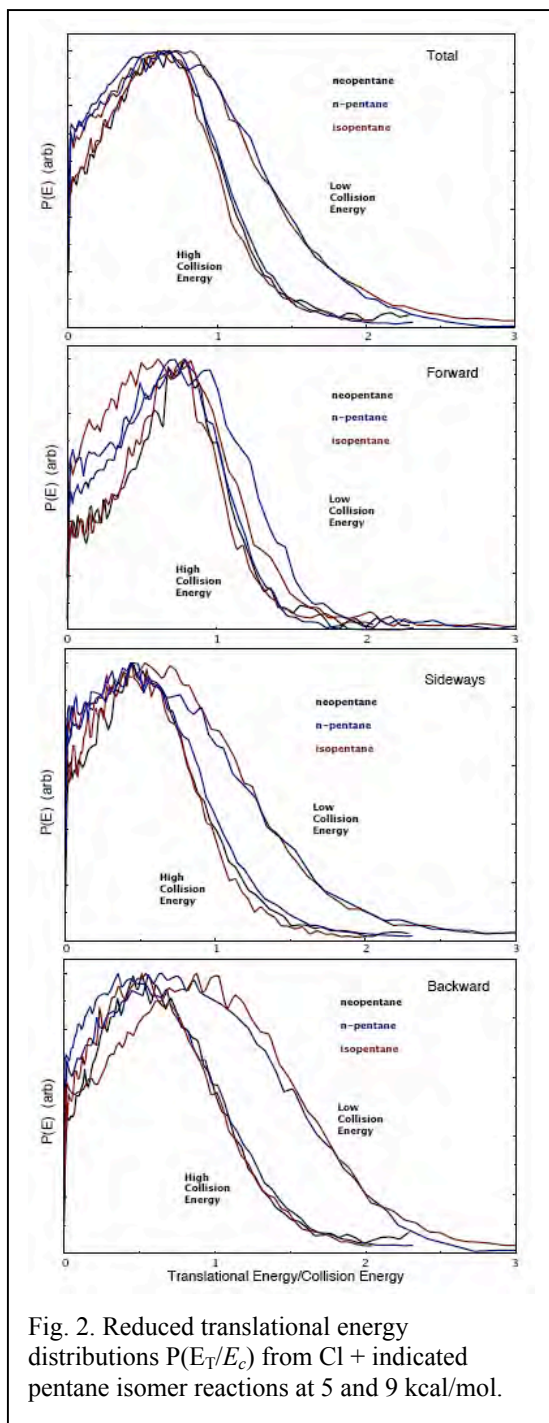 Total
neopentane
n-pentane
isopentane
P(E) (arb)
Low
Collision
Energy
High
Collision
Energy
0
1
2
3
Forward
neopentane
n-pentane
isopentane
P(E) (arb)
Low
Collision
Energy
High
Collision
Energy
0
1
2
3
Sideways
neopentane
n-pentane
isopentane
P(E) (arb)
Low
Collision
Energy
High
Collision
Energy
0
1
2
3
Backward
neopentane
n-pentane
isopentane
P(E) (arb)
Low
Collision
Energy
High
Collision
Energy
0
1
2
3
Translational Energy/Collision Energy
Fig. 2. Reduced translational energy
distributions P(E_T/E_c) from Cl + indicated
pentane isomer reactions at 5 and 9 kcal/mol.